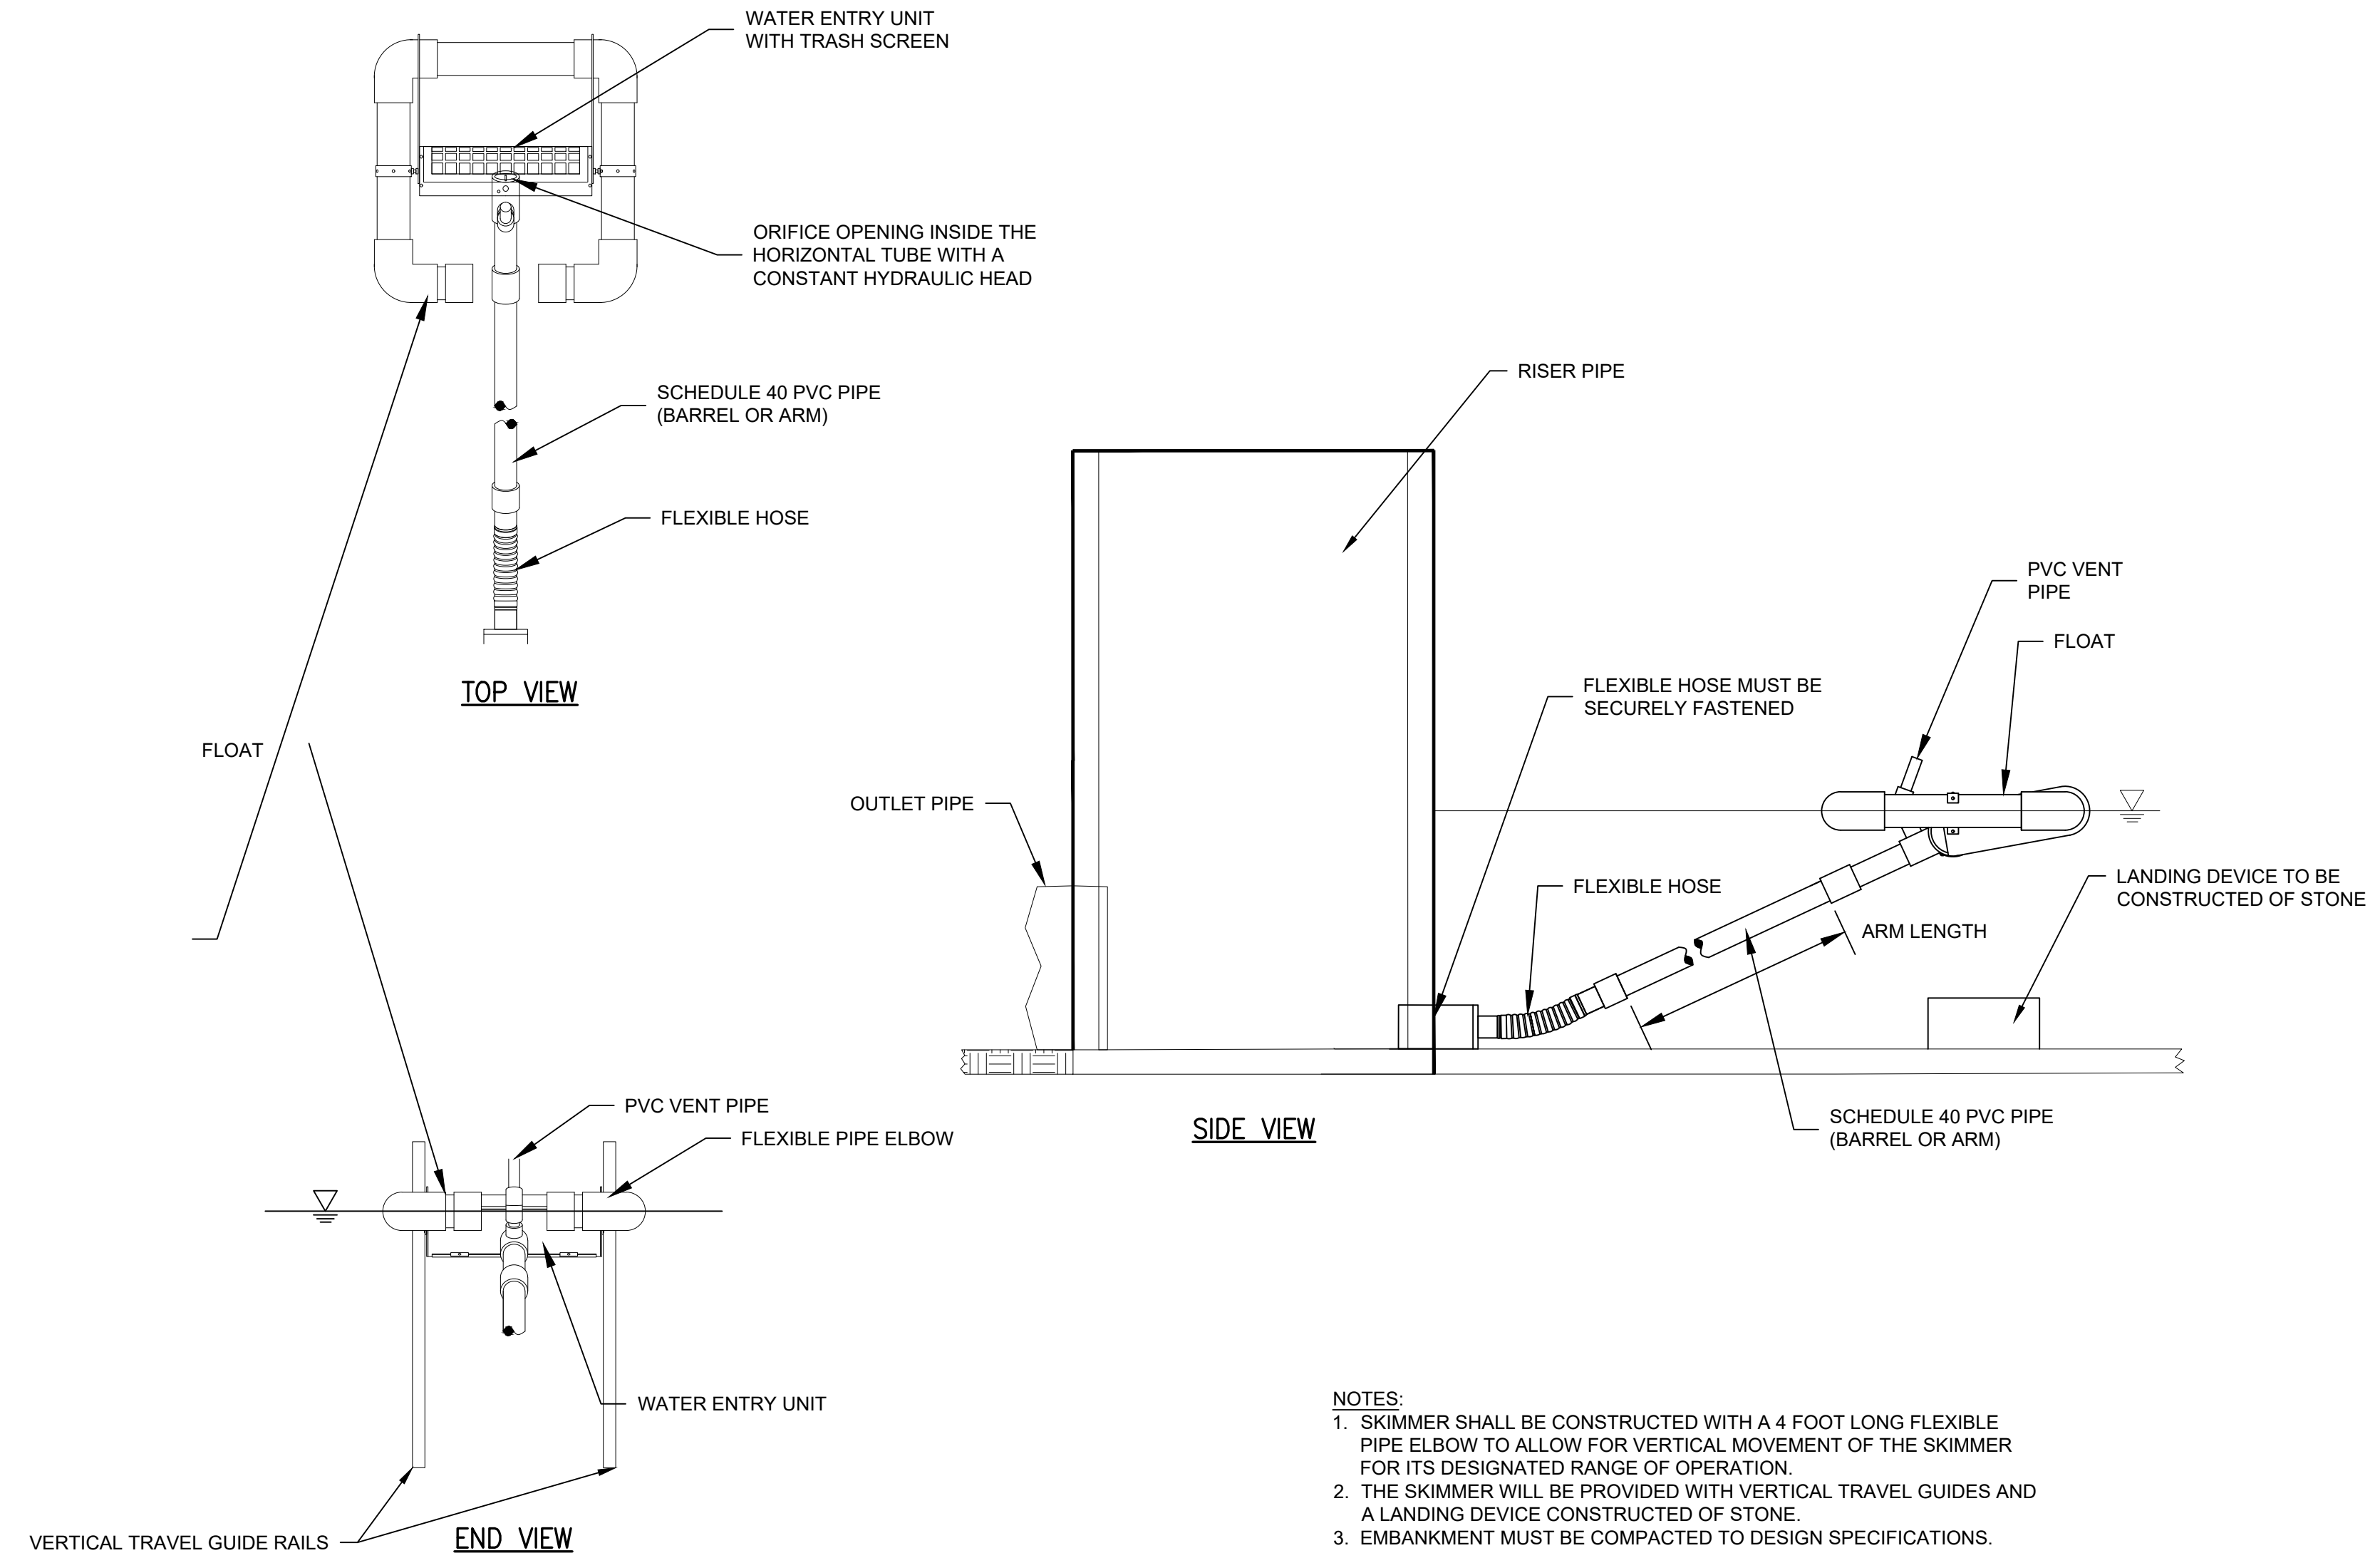 WATER ENTRY UNIT
WITH TRASH SCREEN
ORIFICE OPENING INSIDE THE
HORIZONTAL TUBE WITH A
CONSTANT HYDRAULIC HEAD
SCHEDULE 40 PVC PIPE
(BARREL OR ARM)
FLEXIBLE HOSE
TOP VIEW
FLOAT
RISER PIPE
PVC VENT
PIPE
FLOAT
FLEXIBLE HOSE MUST BE
SECURELY FASTENED
OUTLET PIPE
FLEXIBLE HOSE
LANDING DEVICE TO BE
CONSTRUCTED OF STONE
ARM LENGTH
SCHEDULE 40 PVC PIPE
(BARREL OR ARM)
SIDE VIEW
PVC VENT PIPE
FLEXIBLE PIPE ELBOW
WATER ENTRY UNIT
VERTICAL TRAVEL GUIDE RAILS
END VIEW
NOTES:
1. SKIMMER SHALL BE CONSTRUCTED WITH A 4 FOOT LONG FLEXIBLE
PIPE ELBOW TO ALLOW FOR VERTICAL MOVEMENT OF THE SKIMMER
FOR ITS DESIGNATED RANGE OF OPERATION.
2. THE SKIMMER WILL BE PROVIDED WITH VERTICAL TRAVEL GUIDES AND
A LANDING DEVICE CONSTRUCTED OF STONE.
3. EMBANKMENT MUST BE COMPACTED TO DESIGN SPECIFICATIONS.